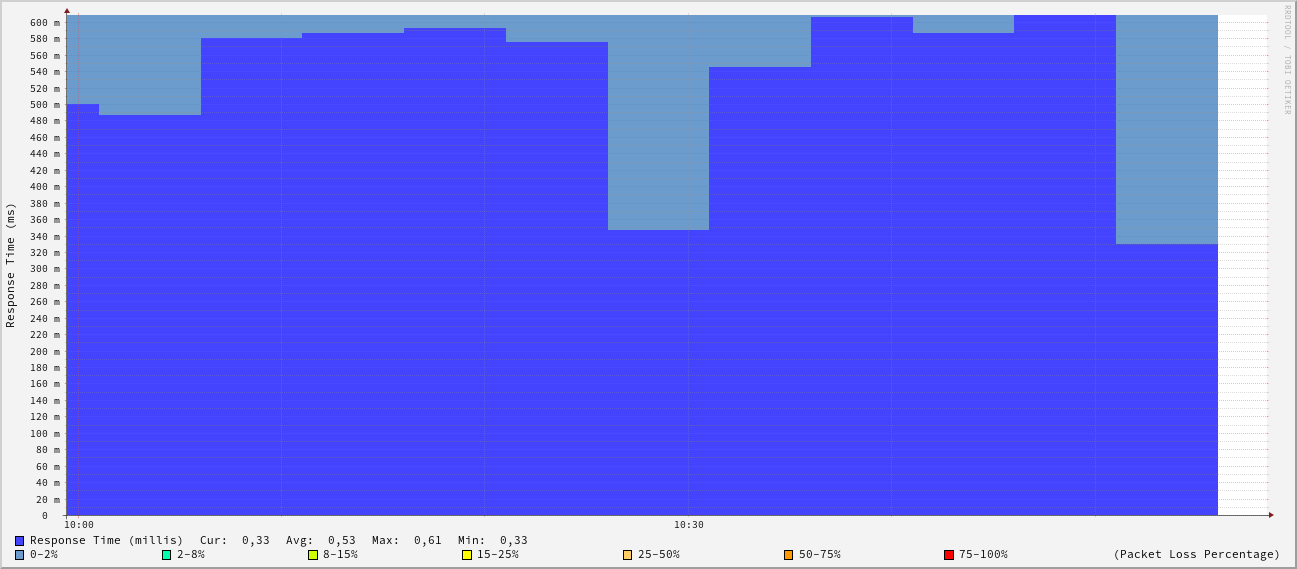 RRDTOOL / TOBI OETIKER
Response Time (ms)
600 m
580 m
560 m
540 m
520 m
500 m
480 m
460 m
440 m
420 m
400 m
380 m
360 m
340 m
320 m
300 m
280 m
260 m
240 m
220 m
200 m
180 m
160 m
140 m
120 m
100 m
80 m
60 m
40 m
20 m
0
10:00 10:30
Response Time (millis) Cur: 0,33 Avg: 0,53 Max: 0,61 Min: 0,33
0-2% 2-8% 8-15% 15-25% 25-50% 50-75% 75-100% (Packet Loss Percentage)